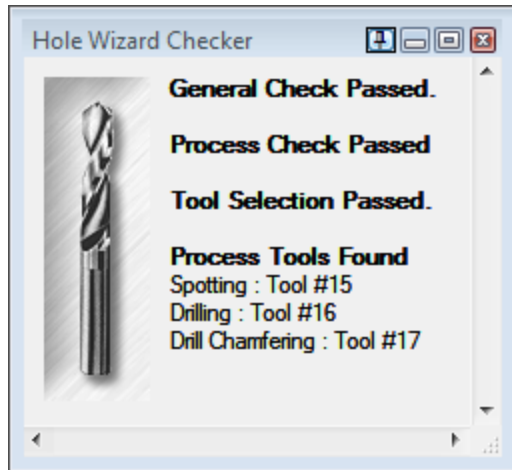 Hole Wizard Checker
General Check Passed.
Process Check Passed
Tool Selection Passed.
Process Tools Found
Spotting : Tool #15
Drilling : Tool #16
Drill Chamfering : Tool #17